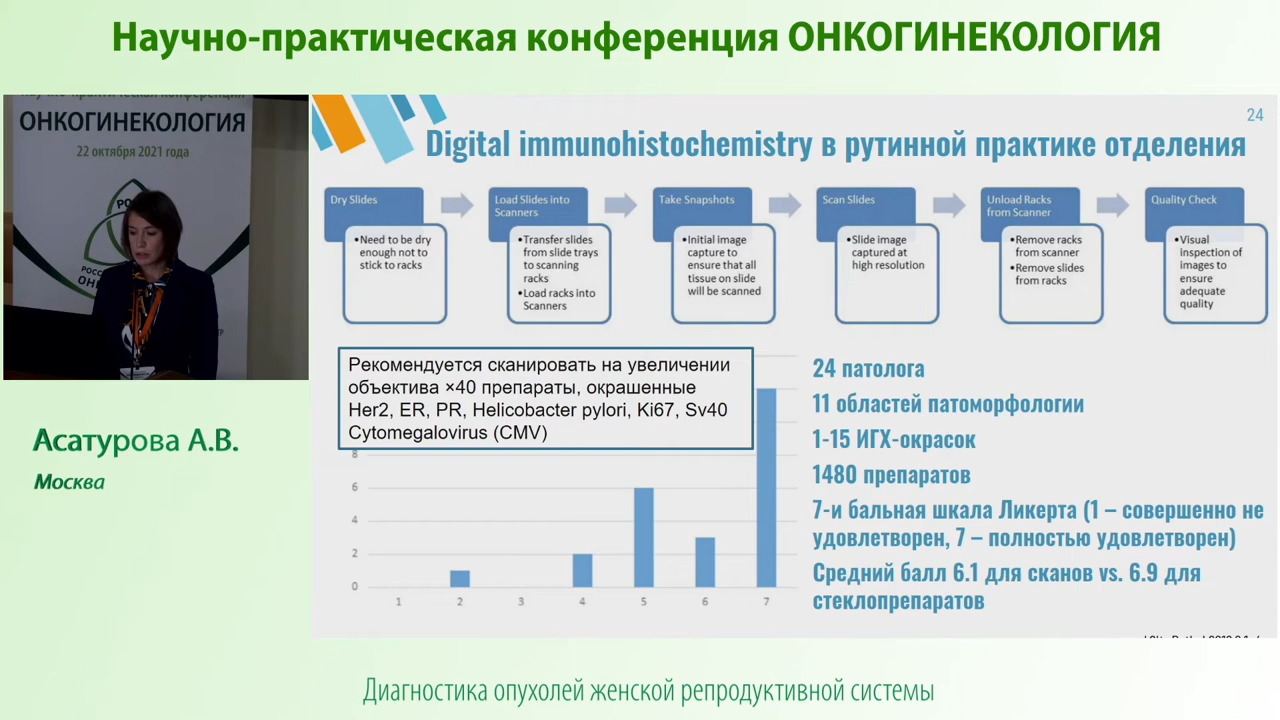 Научно-практическая конференция ОНКОГИНЕКОЛОГИЯ
ОНКОГИНЕКОЛОГИЯ
22 октября 2021 года
Асатурова А.В.
Москва
24
Digital immunohistochemistry в рутинной практике отделения
Dry Slides
•Need to be dry
enough not to
stick to racks
Load Slides into
Scanners
•Transfer slides
from slide trays
to scanning
racks
•Load racks into
Scanners
Take Snapshots
•Initial image
capture to
ensure that all
tissue on slide
will be scanned
Scan Slides
•Slide image
captured at
high resolution
Unload Racks
from Scanner
•Remove racks
from scanner
•Remove slides
from racks
Quality Check
•Visual
inspection of
images to
ensure
adequate
quality
Рекомендуется сканировать на увеличении
объектива ×40 препараты, окрашенные
Her2, ER, PR, Helicobacter pylori, Ki67, Sv40
Cytomegalovirus (CMV)
8
6
4
2
0
1 2 3 4 5 6 7
24 патолога
11 областей патоморфологии
1-15 ИГХ-окрасок
1480 препаратов
7-и бальная шкала Ликерта (1 – совершенно не
удовлетворен, 7 – полностью удовлетворен)
Средний балл 6.1 для сканов vs. 6.9 для
стеклопрепаратов
Диагностика опухолей женской репродуктивной системы